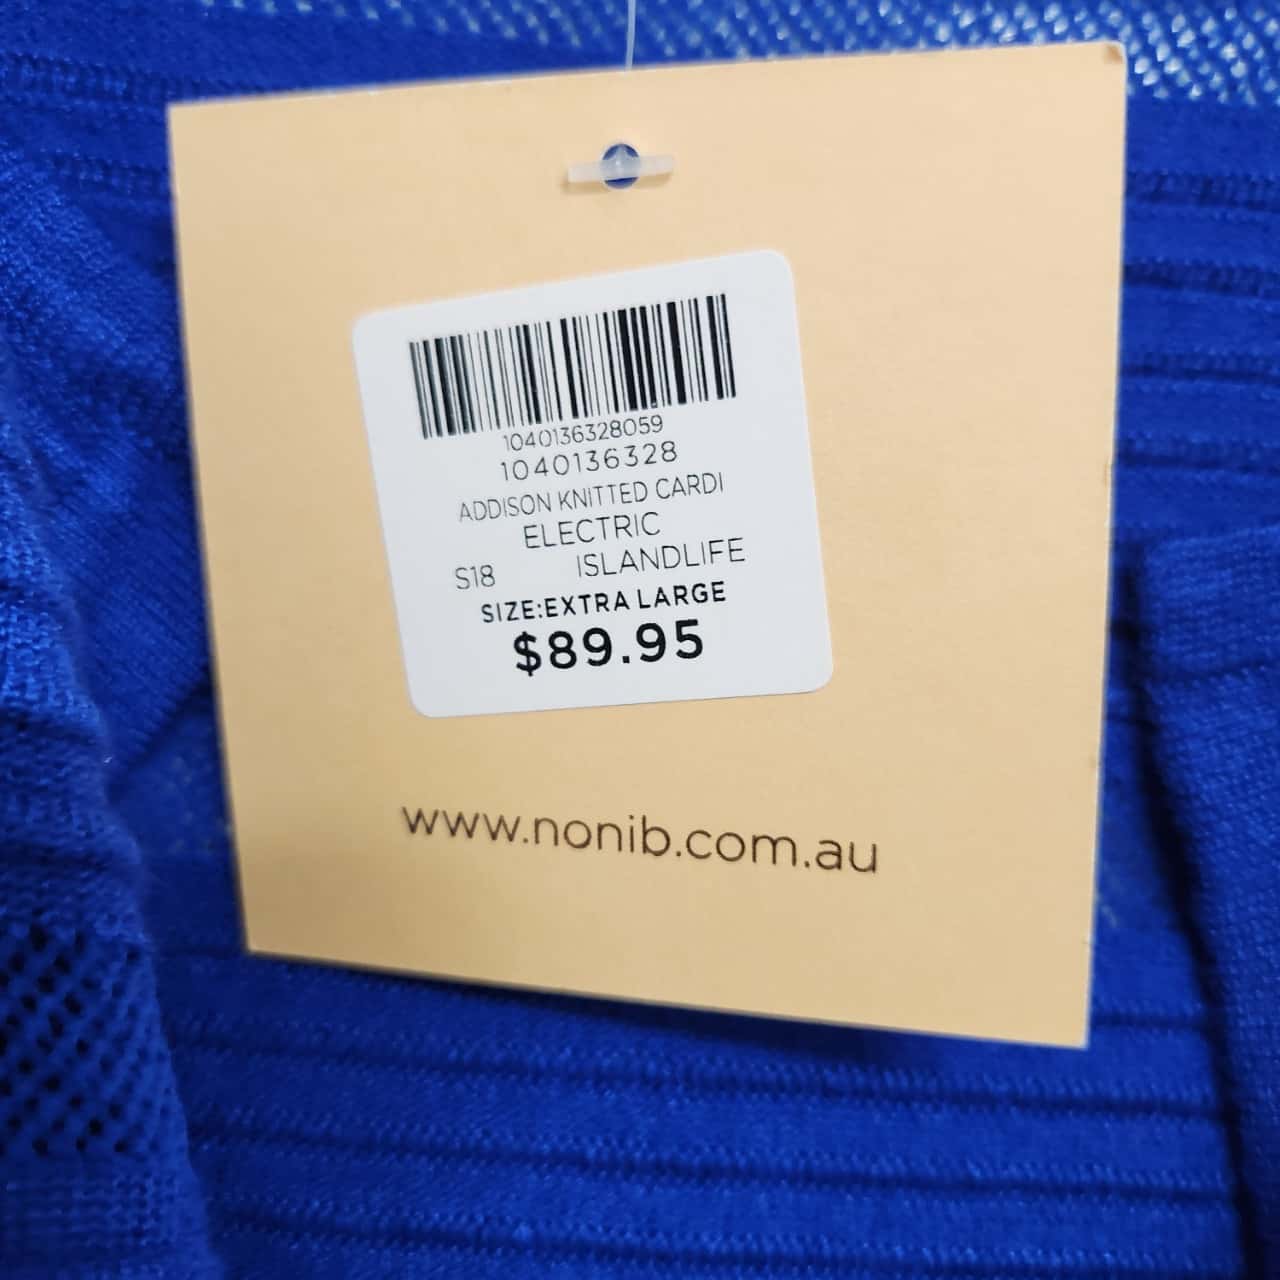 1040136328059
1040136328
ADDISON KNITTED CARDI
ELECTRIC
S18 ISLANDLIFE
SIZE:EXTRA LARGE
$89.95
www.nonib.com.au